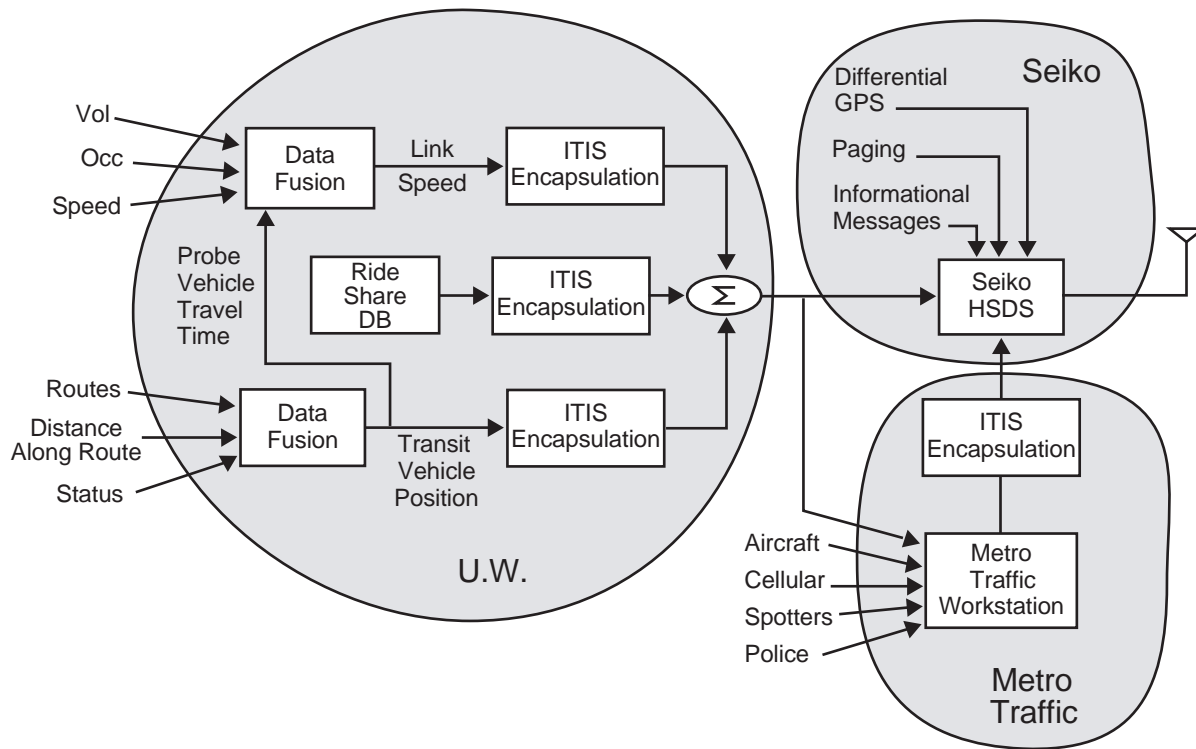 Vol
Occ
Speed
Data
Fusion
Link
Speed
ITIS
Encapsulation
Probe
Vehicle
Travel
Time
Ride
Share
DB
ITIS
Encapsulation
Σ
Routes
Distance
Along Route
Status
Data
Fusion
Transit
Vehicle
Position
ITIS
Encapsulation
U.W.
Seiko
Differential
GPS
Paging
Informational
Messages
Seiko
HSDS
ITIS
Encapsulation
Aircraft
Cellular
Spotters
Police
Metro
Traffic
Workstation
Metro
Traffic